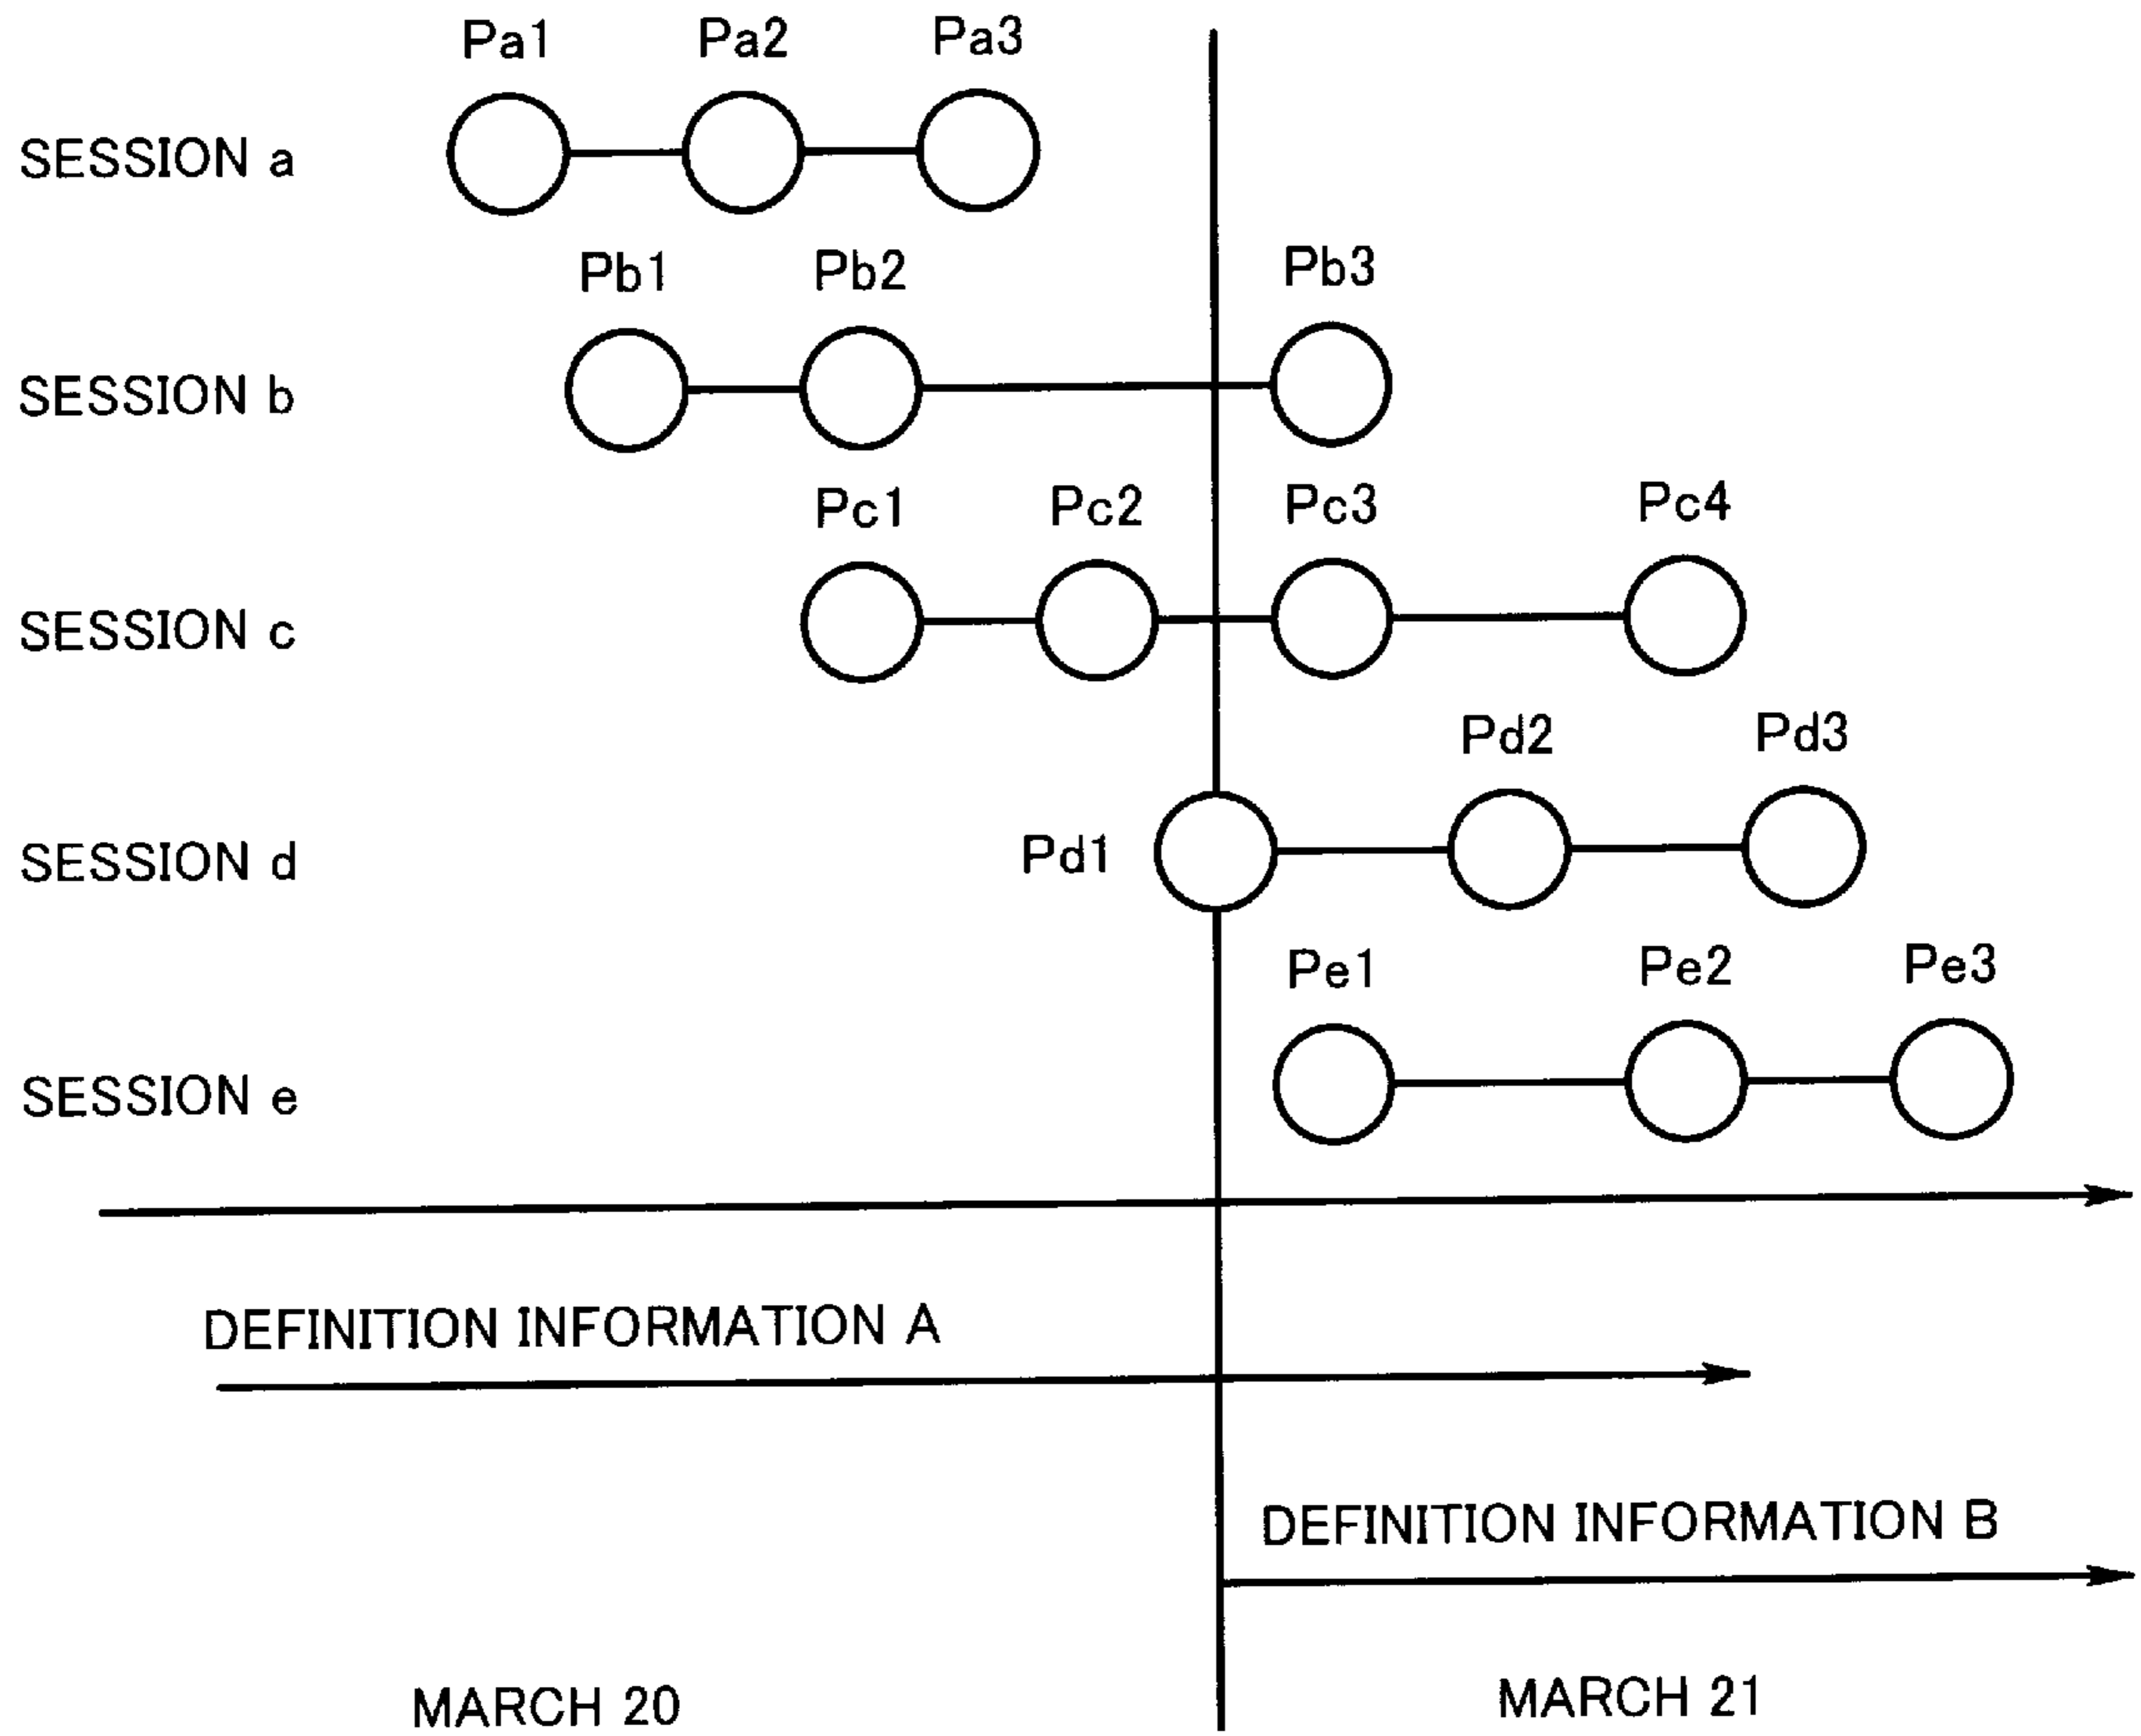 Pa1 Pa2 Pa3
SESSION a
Pb1 Pb2 Pb3
SESSION b
Pc1 Pc2 Pc3 Pc4
SESSION c
Pd2 Pd3
SESSION d Pd1
Pe1 Pe2 Pe3
SESSION e
DEFINITION INFORMATION A
DEFINITION INFORMATION B
MARCH 20 MARCH 21